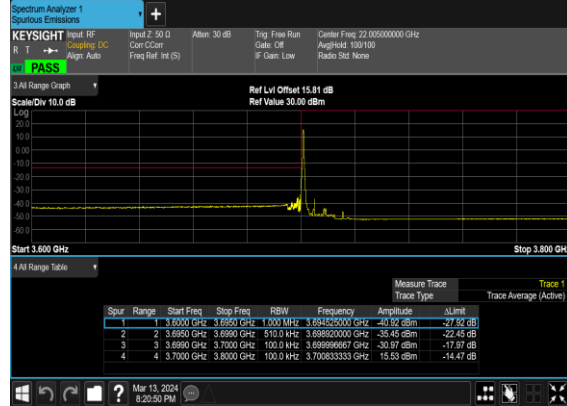 Spectrum Analyzer 1
Spurious Emissions
+
KEYSIGHT Input: RF Input Z: 50 Ω Atten: 30 dB Trig: Free Run Center Freq: 22.005000000 GHz
R T Coupling: DC Corr CCorr Gate: Off Avg|Hold: 100/100
Align: Auto Freq Ref: Int (S) IF Gain: Low Radio Std: None
PASS
3 All Range Graph
Ref Lvl Offset 15.81 dB
Scale/Div 10.0 dB Ref Value 30.00 dBm
Log
20.0
10.0
0.00
-10.0
-20.0
-30.0
-40.0
-50.0
-60.0
Start 3.600 GHz Stop 3.800 GH
4 All Range Table
Measure Trace Trace 1
Trace Type Trace Average (Active)
Spur Range Start Freq Stop Freq RBW Frequency Amplitude ΔLimit
1 1 3.6000 GHz 3.6950 GHz 1.000 MHz 3.694525000 GHz -40.92 dBm -27.92 dB
2 2 3.6950 GHz 3.6990 GHz 510.0 kHz 3.698920000 GHz -35.45 dBm -22.45 dB
3 3 3.6990 GHz 3.7000 GHz 100.0 kHz 3.699996667 GHz -30.97 dBm -17.97 dB
4 4 3.7000 GHz 3.8000 GHz 100.0 kHz 3.700833333 GHz 15.53 dBm -14.47 dB
? Mar 13, 2024
8:20:50 PM